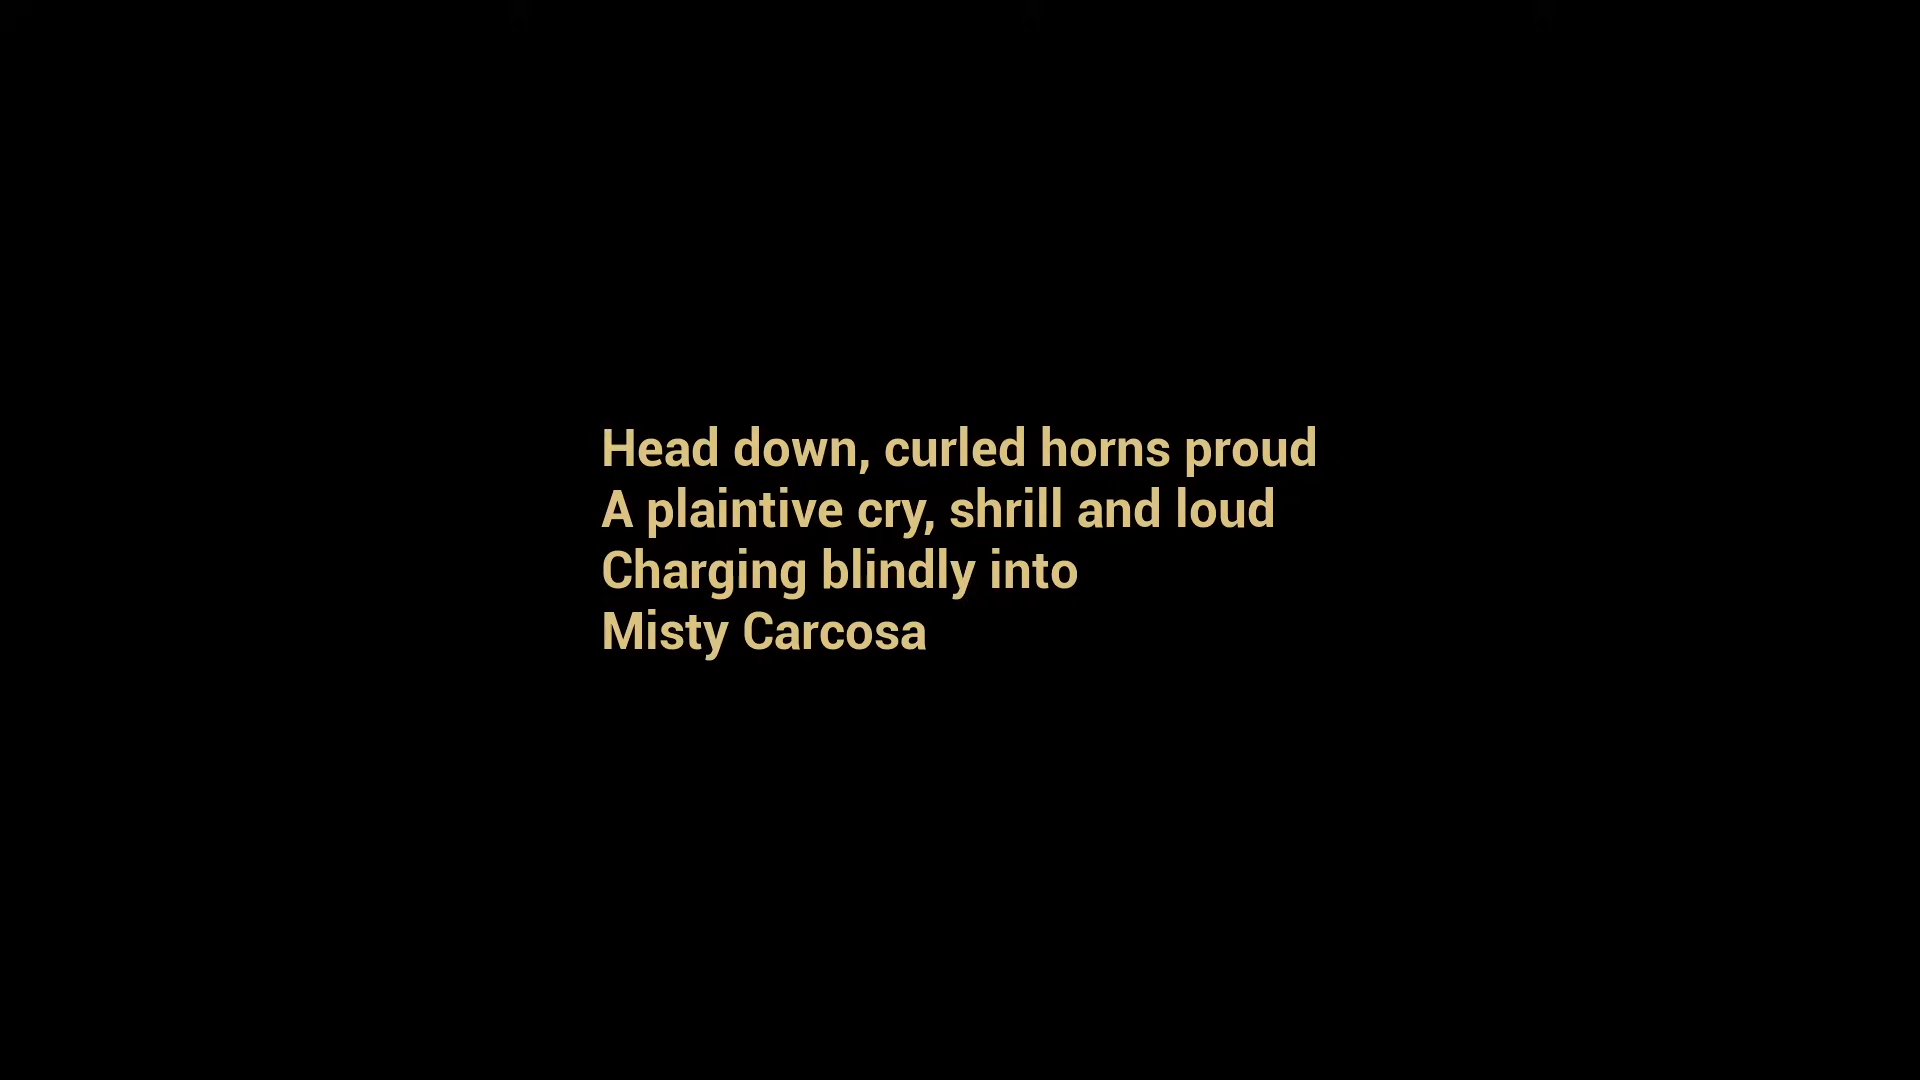 Head down, curled horns proud
A plaintive cry, shrill and loud
Charging blindly into
Misty Carcosa